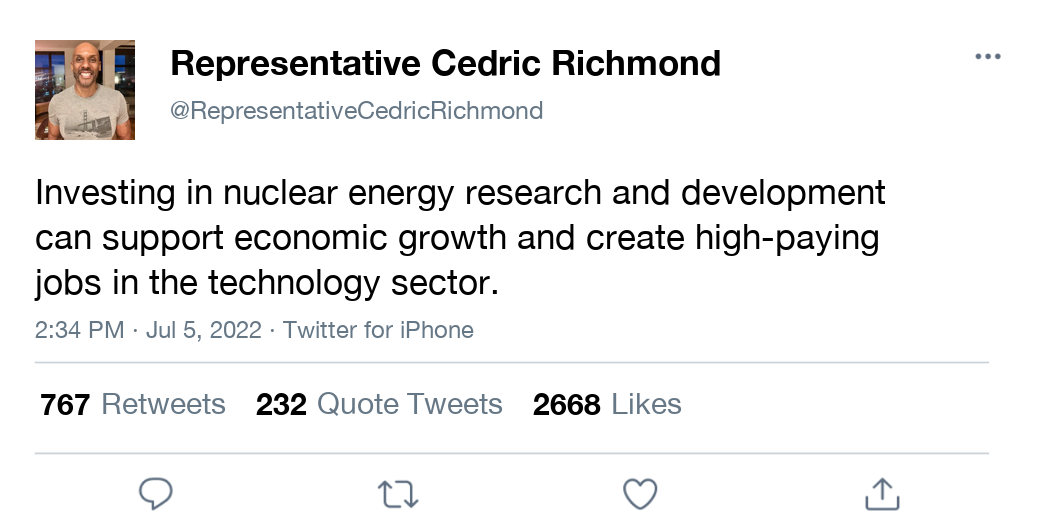 Representative Cedric Richmond
@RepresentativeCedricRichmond
Investing in nuclear energy research and development
can support economic growth and create high-paying
jobs in the technology sector.
2:34 PM · Jul 5, 2022 · Twitter for iPhone
767 Retweets 232 Quote Tweets 2668 Likes